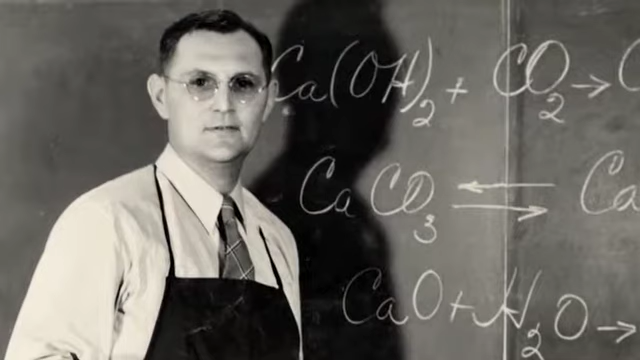 Ca(OH)₂ + CO₂ → C
CaCO₃ ⇄ Ca
CaO + H₂O →